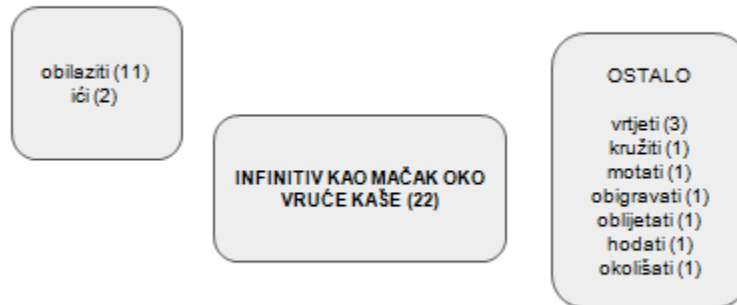 obilaziti (11)
ići (2)
INFINITIV KAO MAČAK OKO
VRUĆE KAŠE (22)
OSTALO
vrtjeti (3)
kružiti (1)
motati (1)
obigravati (1)
oblijetati (1)
hodati (1)
okolišati (1)